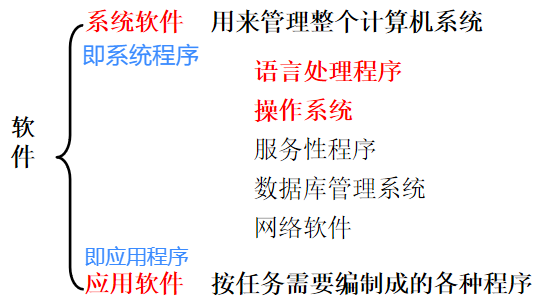 系统软件 用来管理整个计算机系统
即系统程序
语言处理程序
操作系统
软件
服务性程序
数据库管理系统
网络软件
即应用程序
应用软件 按任务需要编制成的各种程序